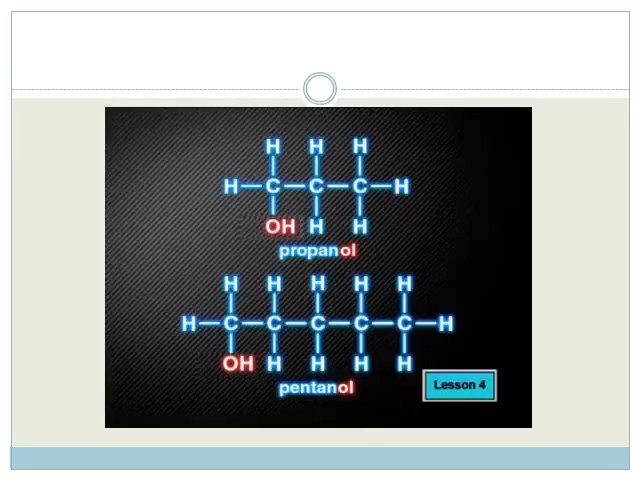 H H H
H C C C H
OH H H
propanol
H H H H H
H C C C C C H
OH H H H H
pentanol
Lesson 4